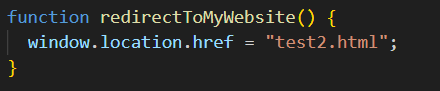 function redirectToMyWebsite() {
  window.location.href = "test2.html";
}